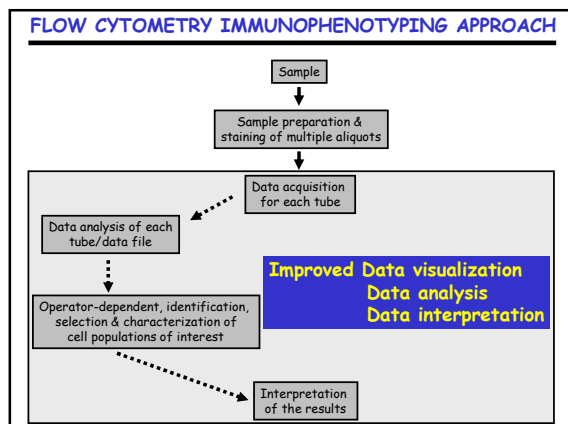 FLOW CYTOMETRY IMMUNOPHENOTYPING APPROACH
Sample
Sample preparation &
staining of multiple aliquots
Data acquisition
for each tube
Data analysis of each
tube/data file
Improved Data visualization
Data analysis
Data interpretation
Operator-dependent, identification,
selection & characterization of
cell populations of interest
Interpretation
of the results